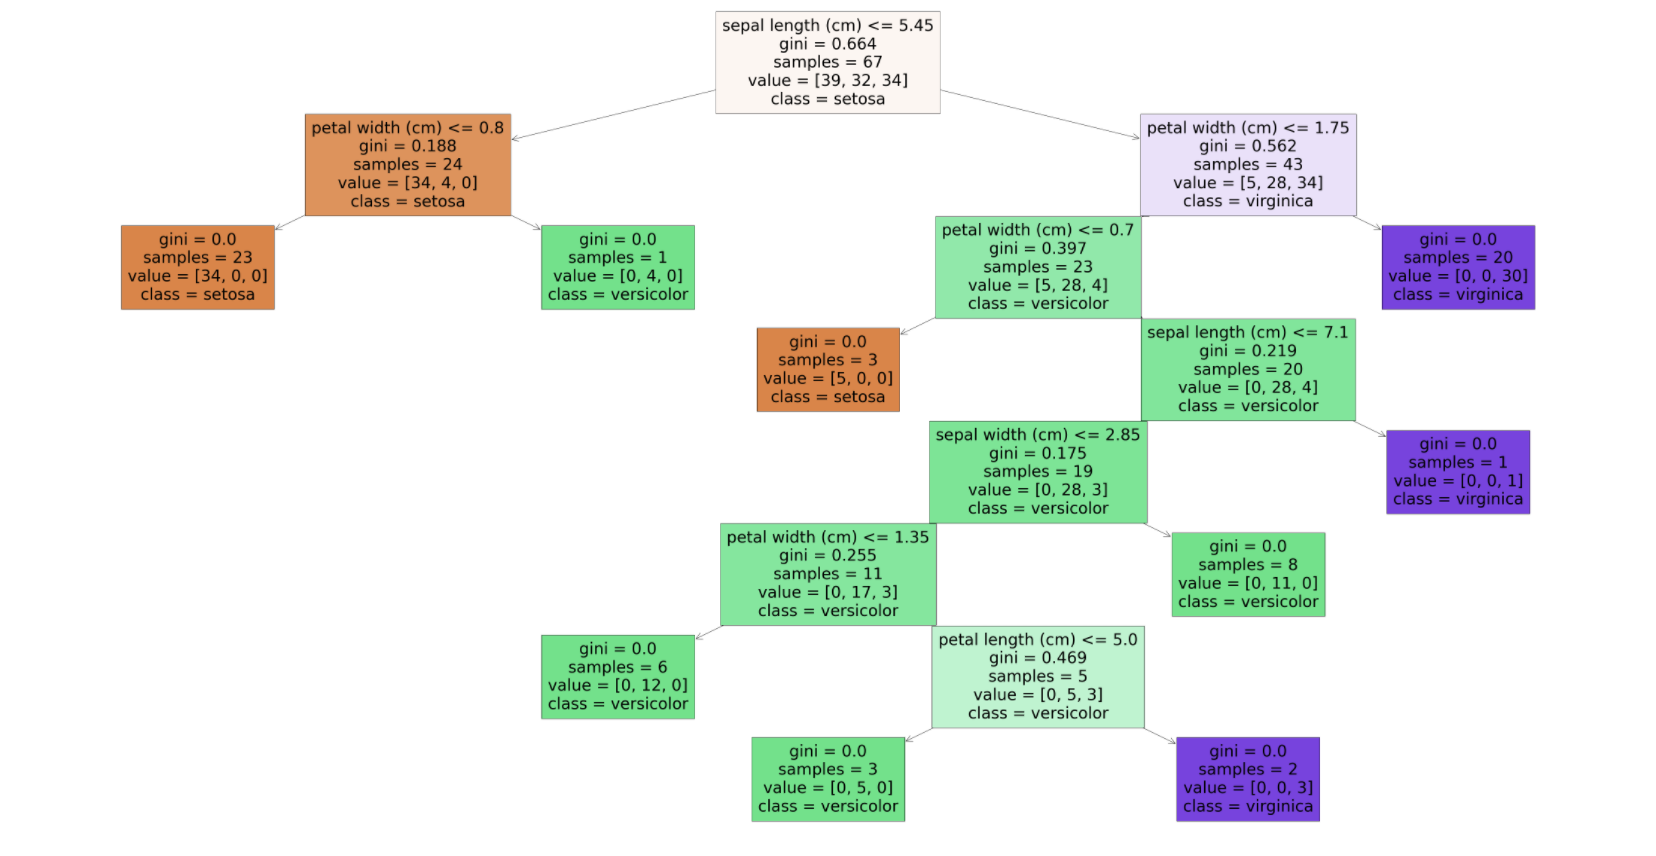 sepal length (cm) <= 5.45
gini = 0.664
samples = 67
value = [39, 32, 34]
class = setosa
petal width (cm) <= 0.8
gini = 0.188
samples = 24
value = [34, 4, 0]
class = setosa
petal width (cm) <= 1.75
gini = 0.562
samples = 43
value = [5, 28, 34]
class = virginica
gini = 0.0
samples = 23
value = [34, 0, 0]
class = setosa
gini = 0.0
samples = 1
value = [0, 4, 0]
class = versicolor
petal width (cm) <= 0.7
gini = 0.397
samples = 23
value = [5, 28, 4]
class = versicolor
gini = 0.0
samples = 20
value = [0, 0, 30]
class = virginica
gini = 0.0
samples = 3
value = [5, 0, 0]
class = setosa
sepal length (cm) <= 7.1
gini = 0.219
samples = 20
value = [0, 28, 4]
class = versicolor
sepal width (cm) <= 2.85
gini = 0.175
samples = 19
value = [0, 28, 3]
class = versicolor
gini = 0.0
samples = 1
value = [0, 0, 1]
class = virginica
petal width (cm) <= 1.35
gini = 0.255
samples = 11
value = [0, 17, 3]
class = versicolor
gini = 0.0
samples = 8
value = [0, 11, 0]
class = versicolor
gini = 0.0
samples = 6
value = [0, 12, 0]
class = versicolor
petal length (cm) <= 5.0
gini = 0.469
samples = 5
value = [0, 5, 3]
class = versicolor
gini = 0.0
samples = 3
value = [0, 5, 0]
class = versicolor
gini = 0.0
samples = 2
value = [0, 0, 3]
class = virginica